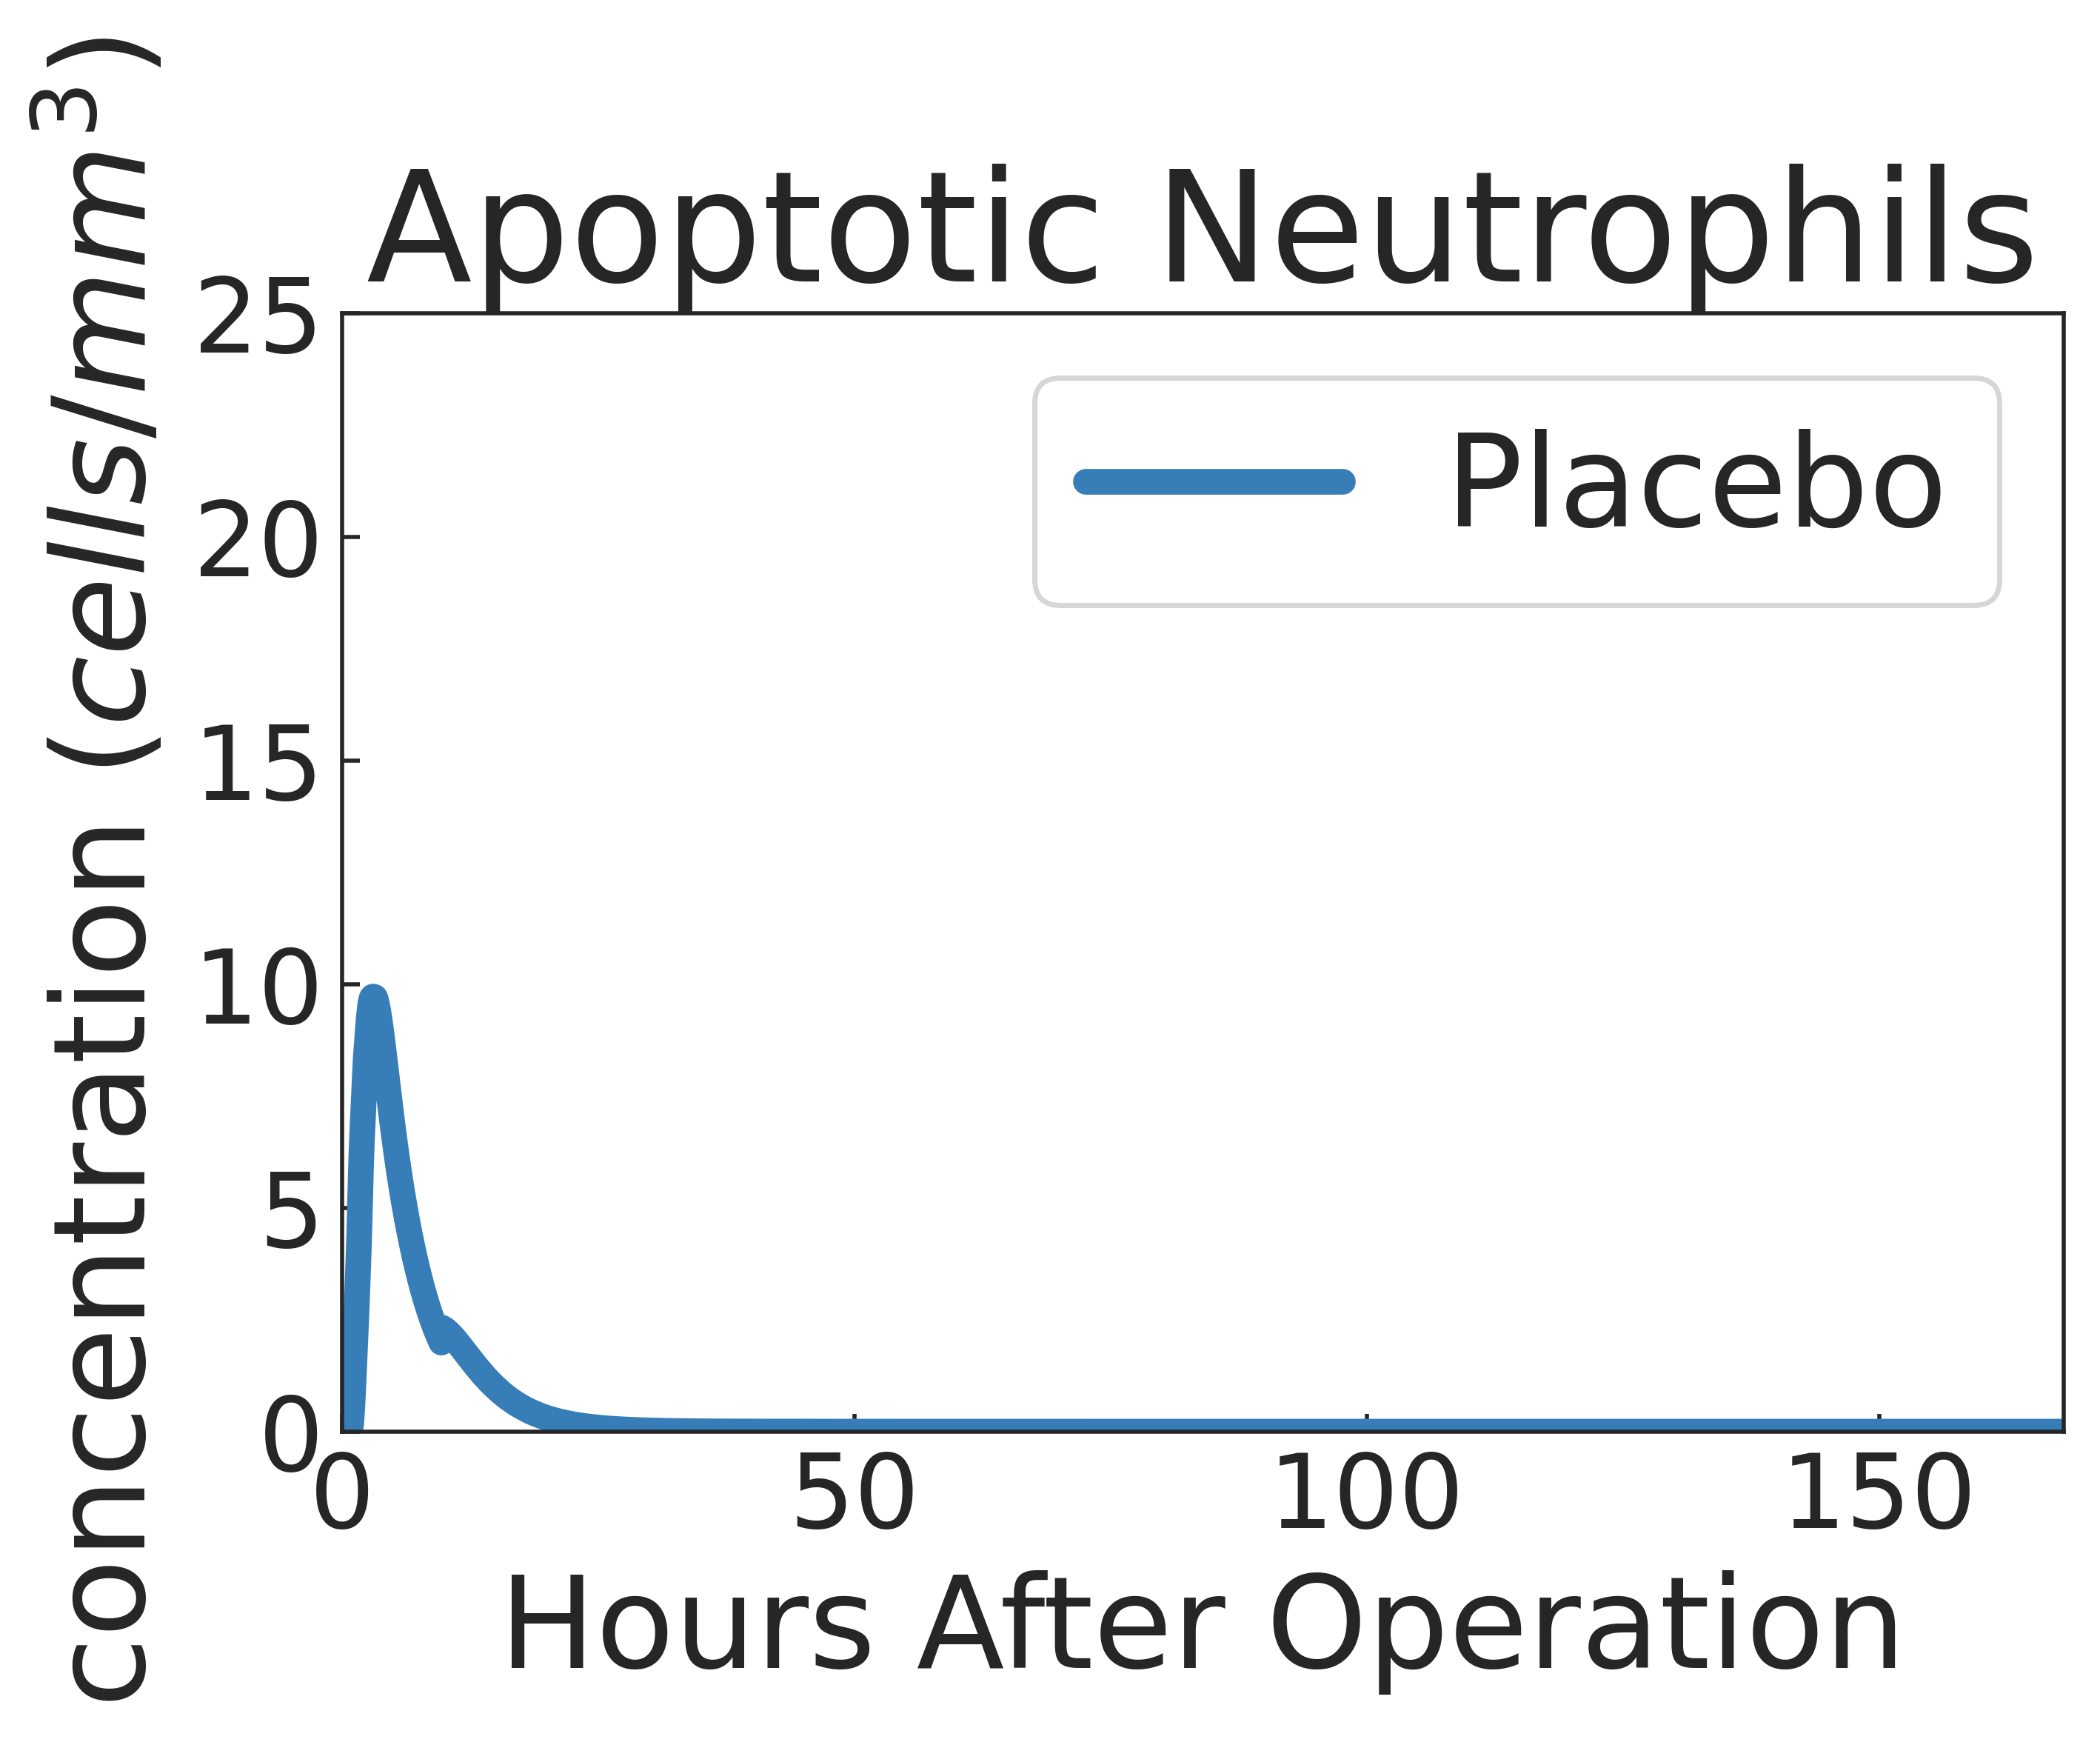 Apoptotic Neutrophils
concentration (cells/mm³)
25
20
15
10
5
0
Placebo
0 50 100 150
Hours After Operation